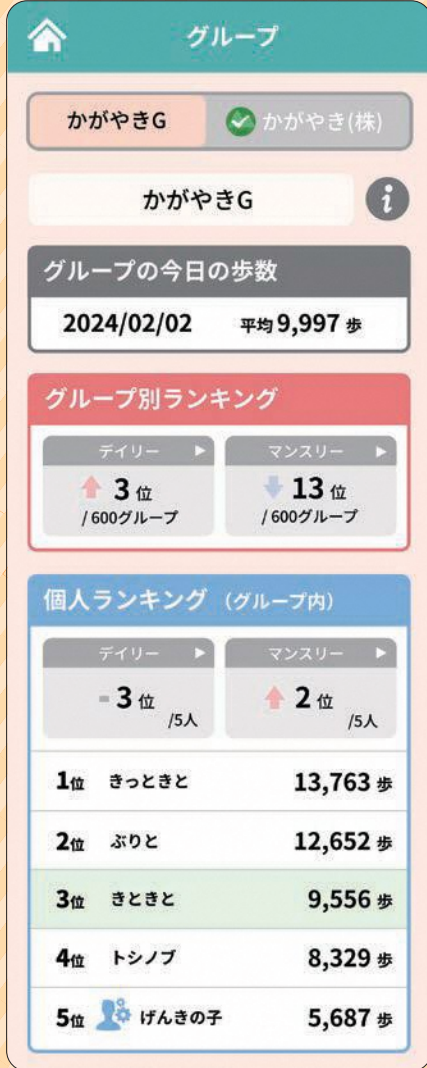 グループ
かがやきG かがやき(株)
かがやきG i
グループの今日の歩数
2024/02/02 平均9,997 歩
グループ別ランキング
デイリー マンスリー
3 位 13 位
/600グループ /600グループ
個人ランキング (グループ内)
デイリー マンスリー
3 位 2 位
/5人 /5人
1位 きっときと 13,763 歩
2位 ぶりと 12,652 歩
3位 きときと 9,556 歩
4位 トシノブ 8,329 歩
5位 げんきの子 5,687 歩